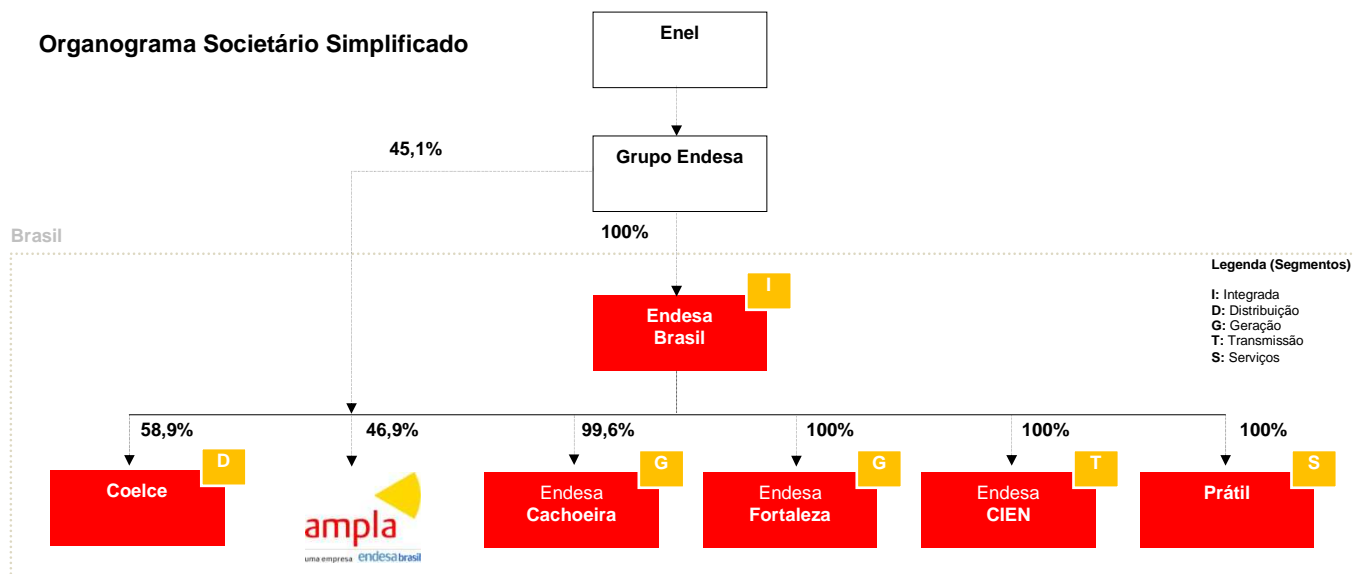 Organograma Societário Simplificado
Enel
45,1%
Grupo Endesa
100%
Brasil
Legenda (Segmentos)
I: Integrada
D: Distribuição
G: Geração
T: Transmissão
S: Serviços
I
Endesa
Brasil
58,9%
46,9%
99,6%
100%
100%
100%
D
Coelce
ampla
uma empresa endesabrasil
G
Endesa
Cachoeira
G
Endesa
Fortaleza
T
Endesa
CIEN
S
Prátil